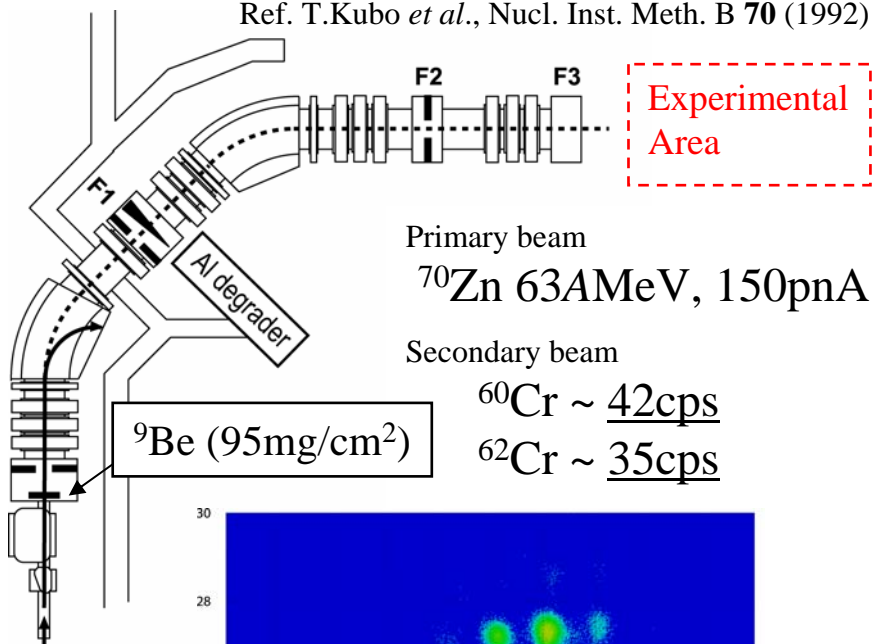 Ref. T.Kubo et al., Nucl. Inst. Meth. B 70 (1992)
F2
F3
Experimental
Area
F1
Al degrader
Primary beam
⁷⁰Zn 63AMeV, 150pnA
Secondary beam
⁶⁰Cr ~ 42cps
⁶²Cr ~ 35cps
⁹Be (95mg/cm²)
30
28